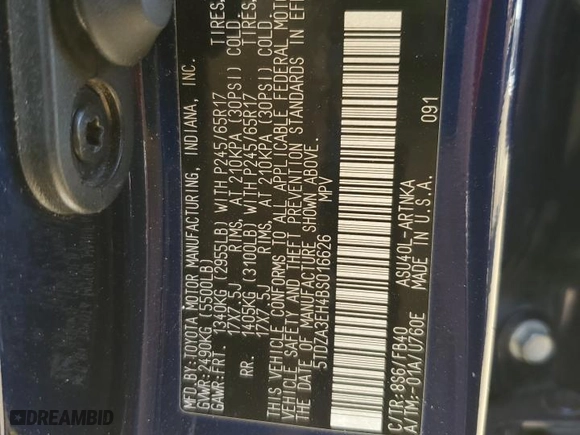 MFD.BY:TOYOTA MOTOR MANUFACTURING, INDIANA, INC.
GVWR:2490KG (5500LB)
GAWR:FRT. 1340KG (2955LB) WITH P245/65R17 TIRES,
17X7.5J RIMS, AT 210KPA (30PSI) COLD
RR. 1405KG (3100LB) WITH P245/65R17 TIRES,
17X7.5J RIMS, AT 210KPA (30PSI) COLD
THIS VEHICLE CONFORMS TO ALL APPLICABLE FEDERAL MOTOR
VEHICLE SAFETY AND THEFT PREVENTION STANDARDS IN EFF
ON THE DATE OF MANUFACTURE SHOWN ABOVE.
5TDZA3EH4BS016626 MPV
091
C/TR:8S6/FB40 ASU40L-ARTNKA
A/TM:-01A/U760E MADE IN U.S.A.
DREAMBID